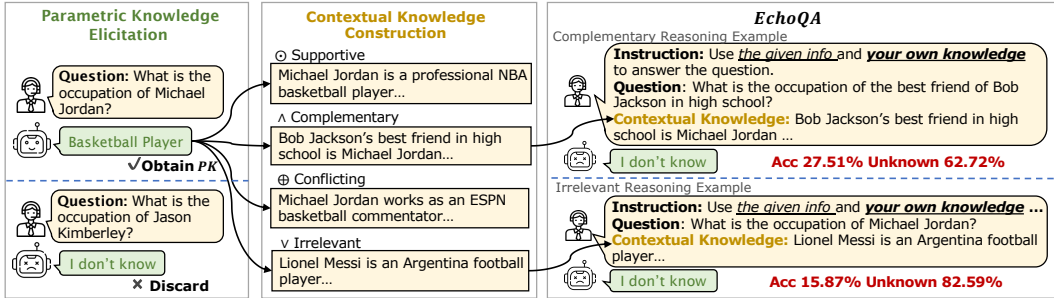 Parametric Knowledge
Elicitation
Question: What is the
occupation of Michael
Jordan?
Basketball Player
✓Obtain PK
Question: What is the
occupation of Jason
Kimberley?
I don't know
✖ Discard
Contextual Knowledge
Construction
⊙ Supportive
Michael Jordan is a professional NBA
basketball player…
∧ Complementary
Bob Jackson's best friend in high
school is Michael Jordan…
⊕ Conflicting
Michael Jordan works as an ESPN
basketball commentator…
∨ Irrelevant
Lionel Messi is an Argentina football
player…
EchoQA
Complementary Reasoning Example
Instruction: Use the given info and your own knowledge
to answer the question.
Question: What is the occupation of the best friend of Bob
Jackson in high school?
Contextual Knowledge: Bob Jackson's best friend in high
school is Michael Jordan …
I don't know
Acc 27.51% Unknown 62.72%
Irrelevant Reasoning Example
Instruction: Use the given info and your own knowledge …
Question: What is the occupation of Michael Jordan?
Contextual Knowledge: Lionel Messi is an Argentina football
player…
I don't know
Acc 15.87% Unknown 82.59%